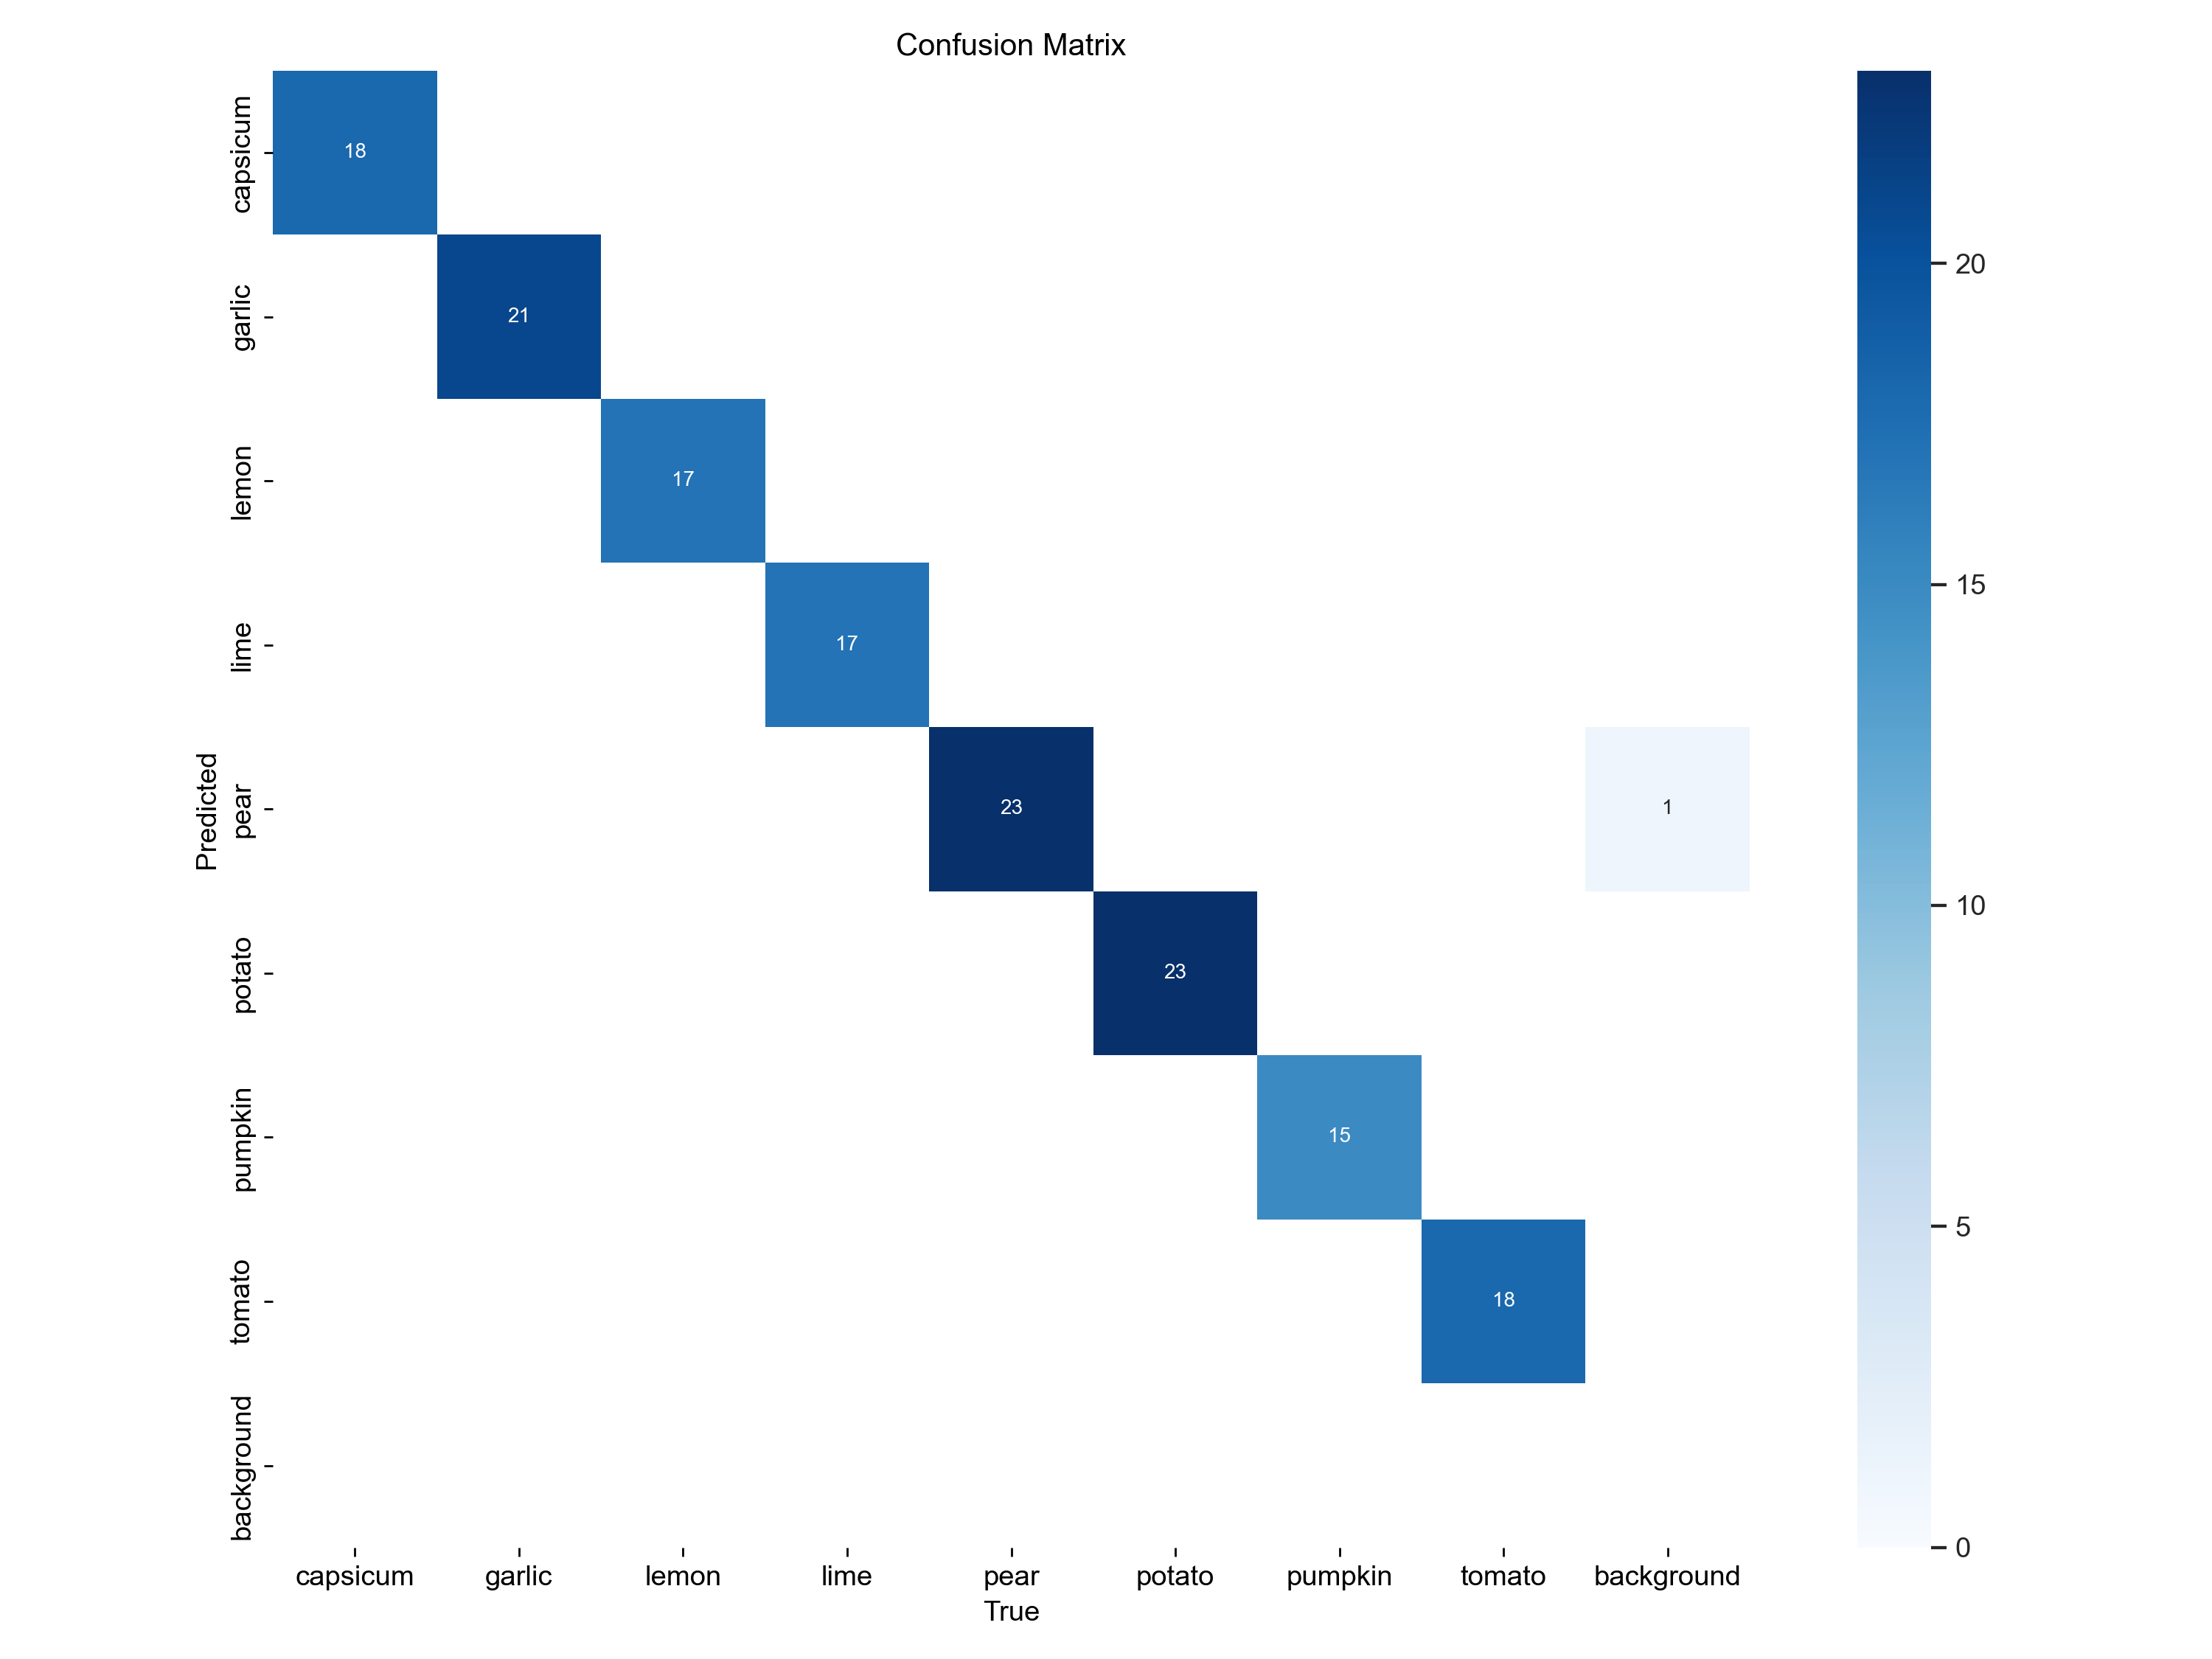 Confusion Matrix
capsicum
18
garlic
21
20
lemon
17
15
lime
17
Predicted
pear
23
1
10
potato
23
pumpkin
15
5
tomato
18
background
0
capsicum garlic lemon lime pear potato pumpkin tomato background
True